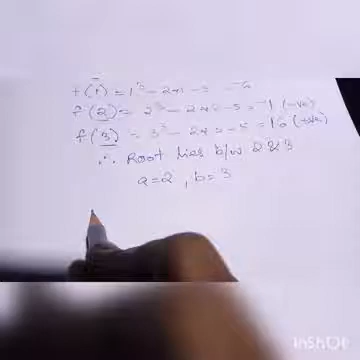 f(1) = 1³ - 2×1 - 5 = -6
f(2) = 2³ - 2×2 - 5 = -1 (-ve)
f(3) = 3³ - 2×3 - 5 = 16 (+ve)
∴ Root lies b/w 2 & 3
a = 2, b = 3
InShOt